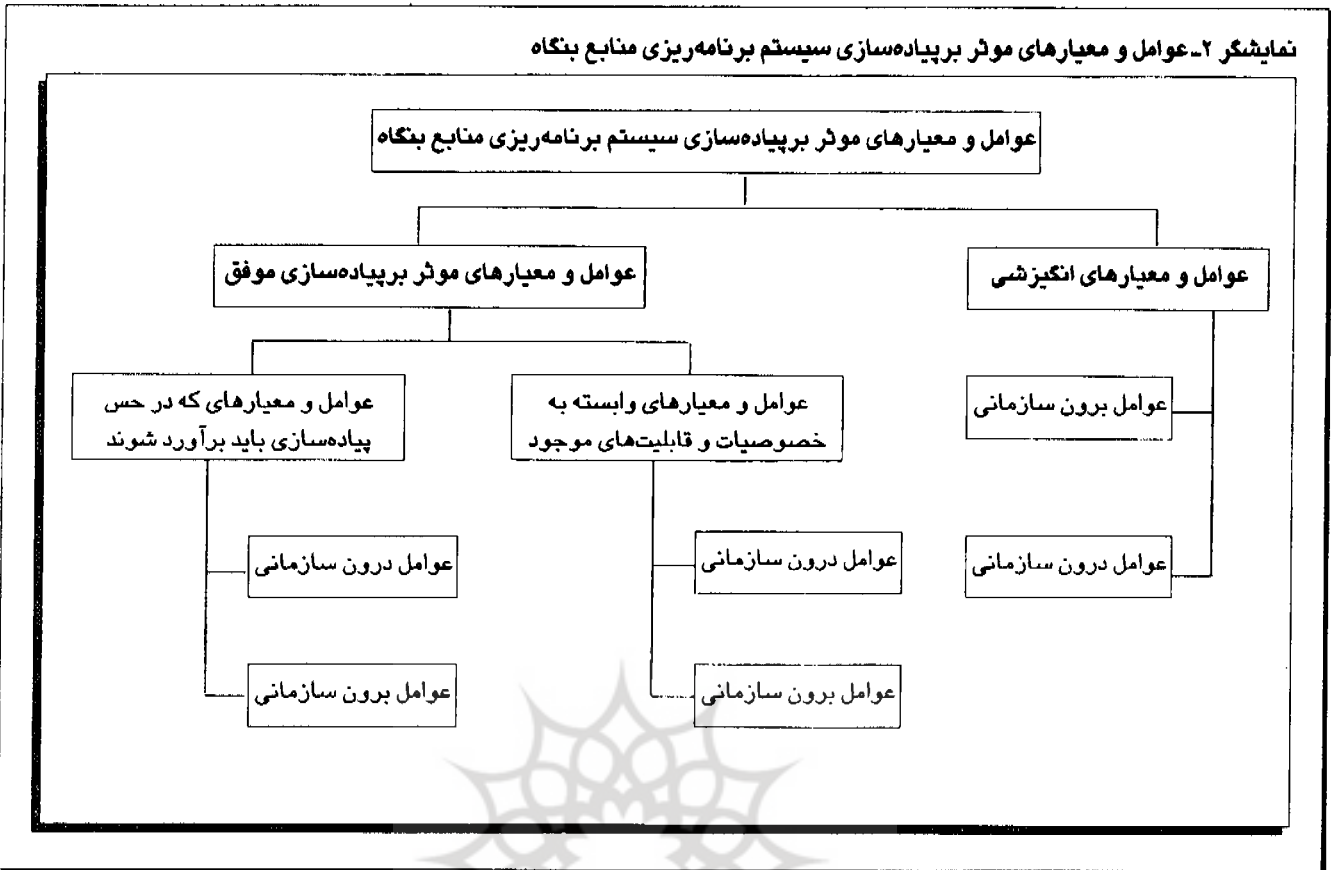 نمایشگر ۲ـ عوامل و معیارهای موثر برپیاده‌سازی سیستم برنامه‌ریزی منابع بنگاه
عوامل و معیارهای موثر برپیاده‌سازی سیستم برنامه‌ریزی منابع بنگاه
عوامل و معیارهای انگیزشی
عوامل و معیارهای موثر برپیاده‌سازی موفق
عوامل برون سازمانی
عوامل درون سازمانی
عوامل و معیارهای وابسته به
خصوصیات و قابلیت‌های موجود
عوامل درون سازمانی
عوامل برون سازمانی
عوامل و معیارهای که در حس
پیاده‌سازی باید برآورد شوند
عوامل درون سازمانی
عوامل برون سازمانی